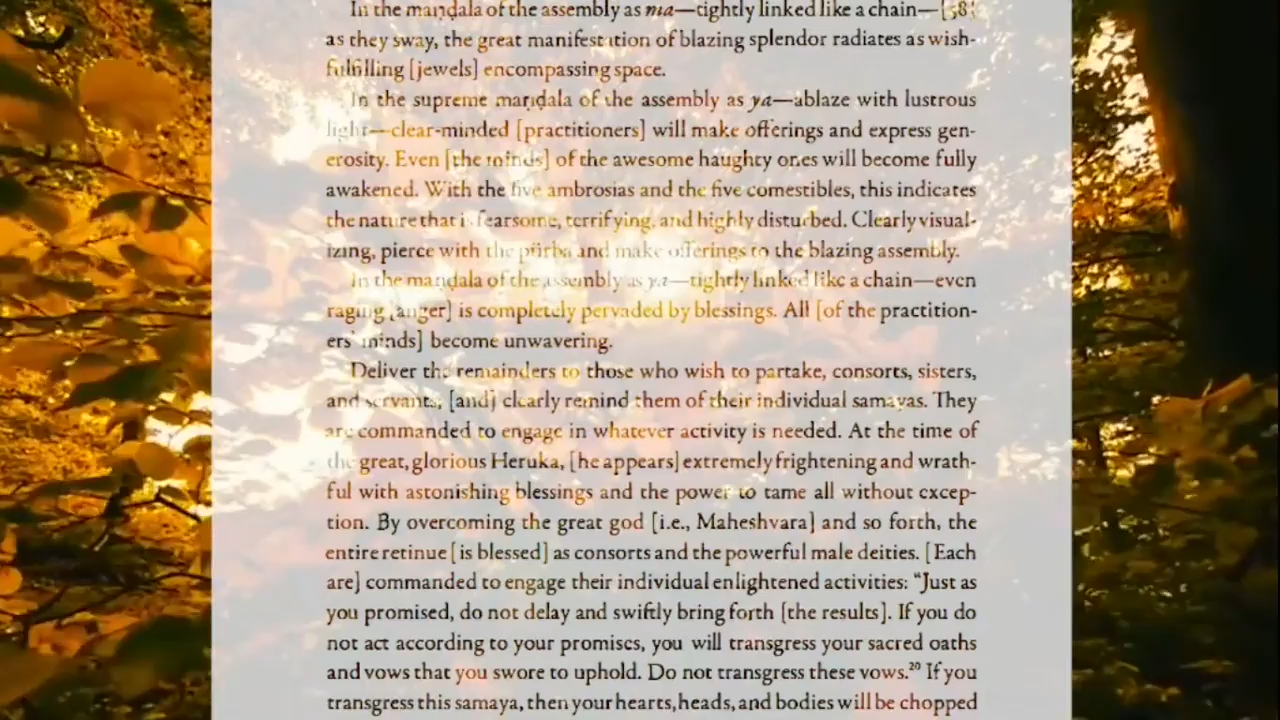 In the maṇḍala of the assembly as ma—tightly linked like a chain—[58]
as they sway, the great manifestation of blazing splendor radiates as wish-
fulfilling [jewels] encompassing space.
In the supreme maṇḍala of the assembly as ya—ablaze with lustrous
light—clear-minded [practitioners] will make offerings and express gen-
erosity. Even [the minds] of the awesome haughty ones will become fully
awakened. With the five ambrosias and the five comestibles, this indicates
the nature that is fearsome, terrifying, and highly disturbed. Clearly visual-
izing, pierce with the pūrba and make offerings to the blazing assembly.
In the maṇḍala of the assembly as ya—tightly linked like a chain—even
raging [anger] is completely pervaded by blessings. All [of the practition-
ers' minds] become unwavering.
Deliver the remainders to those who wish to partake, consorts, sisters,
and servants, [and] clearly remind them of their individual samayas. They
are commanded to engage in whatever activity is needed. At the time of
the great, glorious Heruka, [he appears] extremely frightening and wrath-
ful with astonishing blessings and the power to tame all without excep-
tion. By overcoming the great god [i.e., Maheshvara] and so forth, the
entire retinue [is blessed] as consorts and the powerful male deities. [Each
are] commanded to engage their individual enlightened activities: “Just as
you promised, do not delay and swiftly bring forth [the results]. If you do
not act according to your promises, you will transgress your sacred oaths
and vows that you swore to uphold. Do not transgress these vows.²⁰ If you
transgress this samaya, then your hearts, heads, and bodies will be chopped